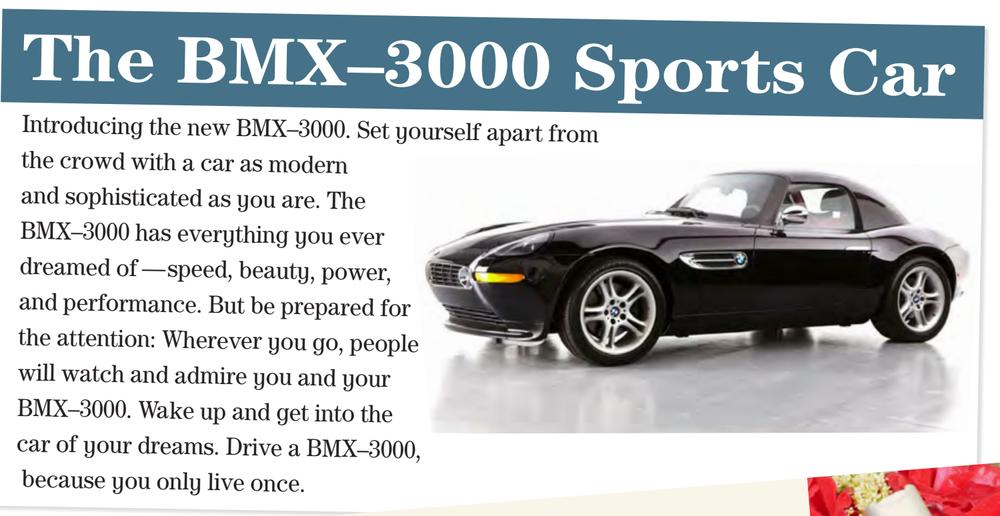 The BMX–3000 Sports Car
Introducing the new BMX–3000. Set yourself apart from
the crowd with a car as modern
and sophisticated as you are. The
BMX–3000 has everything you ever
dreamed of —speed, beauty, power,
and performance. But be prepared for
the attention: Wherever you go, people
will watch and admire you and your
BMX–3000. Wake up and get into the
car of your dreams. Drive a BMX–3000,
because you only live once.